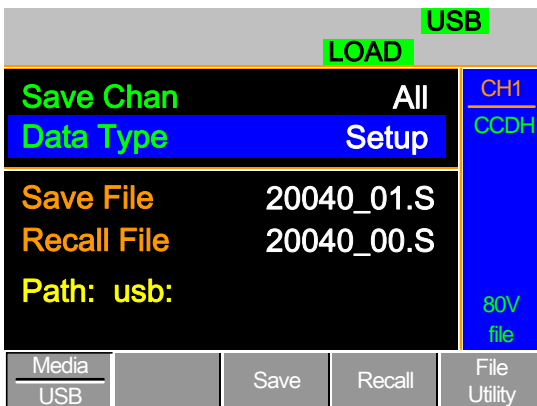 USB
LOAD
Save Chan All
CH1
Data Type Setup
CCDH
Save File 20040_01.S
Recall File 20040_00.S
Path: usb:
80V
file
Media
USB
Save
Recall
File
Utility